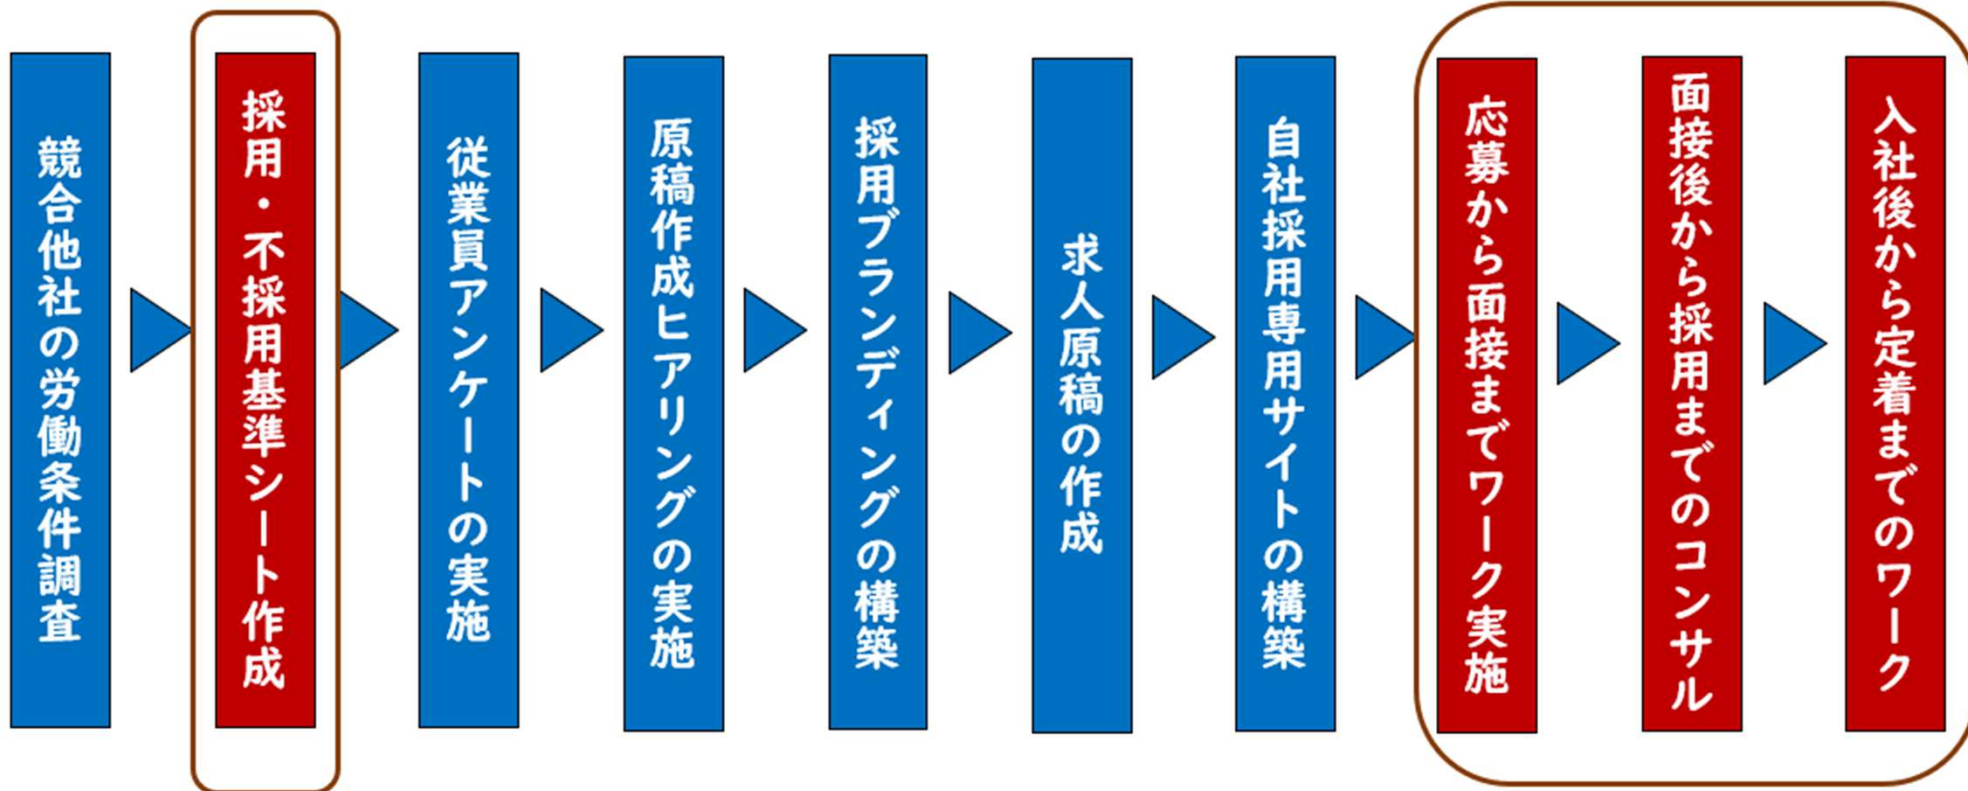 競合他社の労働条件調査
採用・不採用基準シート作成
従業員アンケートの実施
原稿作成ヒアリングの実施
採用ブランディングの構築
求人原稿の作成
自社採用専用サイトの構築
応募から面接までワーク実施
面接後から採用までのコンサル
入社後から定着までのワーク